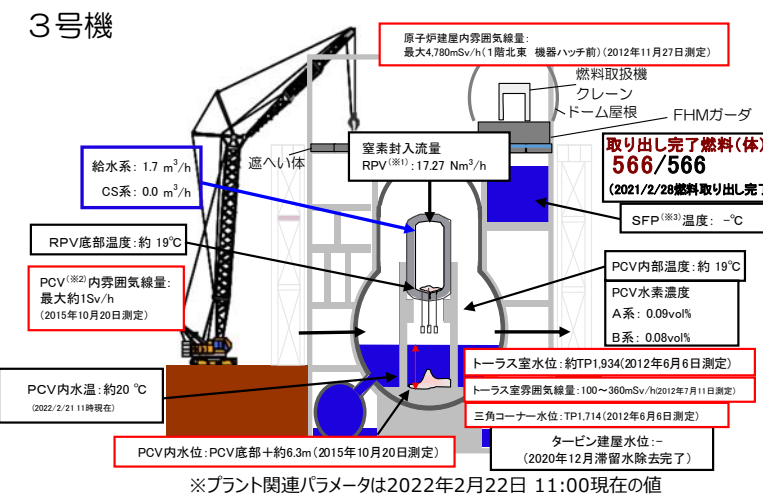 ３号機
原子炉建屋内雰囲気線量:
最大4,780mSv/h(1階北東 機器ハッチ前)(2012年11月27日測定)
燃料取扱機
クレーン
ドーム屋根
FHMガーダ
遮へい体
窒素封入流量
RPV(※1):17.27 Nm³/h
取り出し完了燃料(体)
566/566
(2021/2/28燃料取り出し完了
給水系: 1.7 m³/h
CS系: 0.0 m³/h
SFP(※3)温度: -℃
RPV底部温度:約 19℃
PCV内部温度:約 19℃
PCV(※2)内雰囲気線量:
最大約1Sv/h
(2015年10月20日測定)
PCV水素濃度
A系: 0.09vol%
B系: 0.08vol%
トーラス室水位:約TP1,934(2012年6月6日測定)
PCV内水温:約20 ℃
(2022/2/21 11時現在)
トーラス室雰囲気線量:100～360mSv/h(2012年7月11日測定)
三角コーナー水位:TP1,714(2012年6月6日測定)
PCV内水位:PCV底部+約6.3m(2015年10月20日測定)
タービン建屋水位:-
(2020年12月滞留水除去完了)
※プラント関連パラメータは2022年2月22日 11:00現在の値